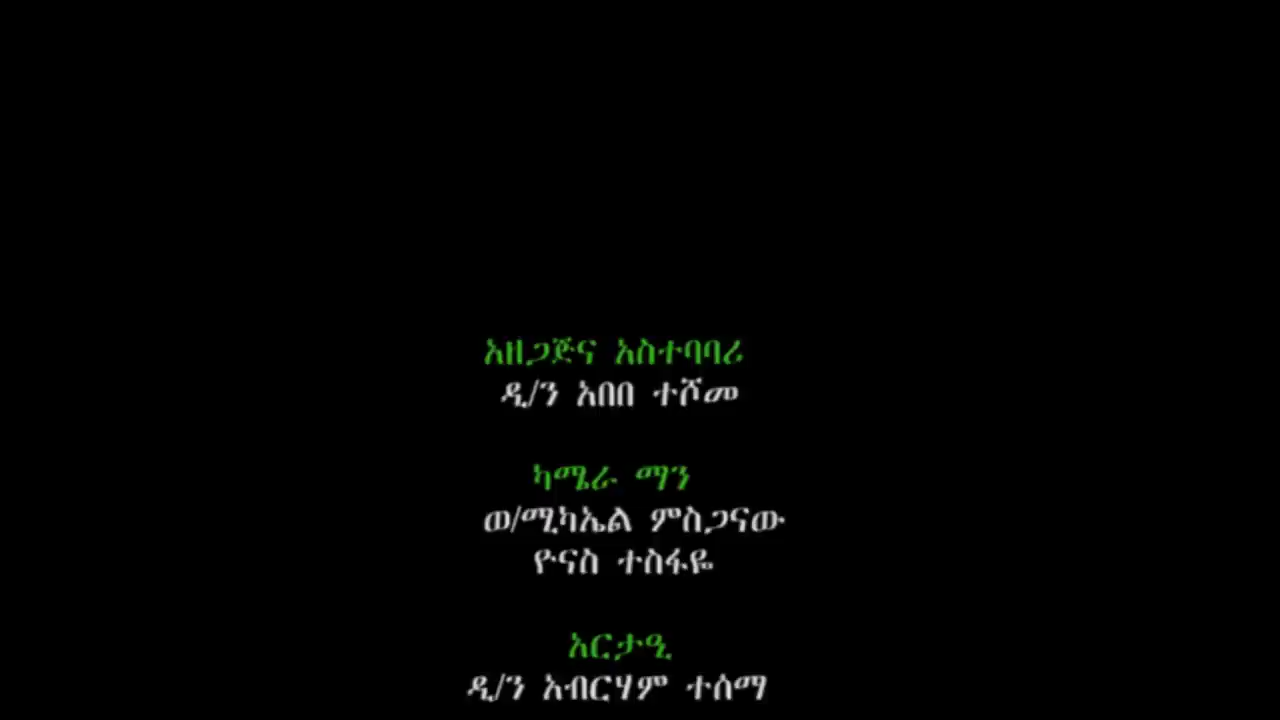 አዘጋጅና አስተባባሪ
ዲ/ን አበበ ተሾመ
ካሜራ ማን
ወ/ሚካኤል ምስጋናው
ዮናስ ተስፋዬ
አርታዒ
ዲ/ን አብርሃም ተሰማ